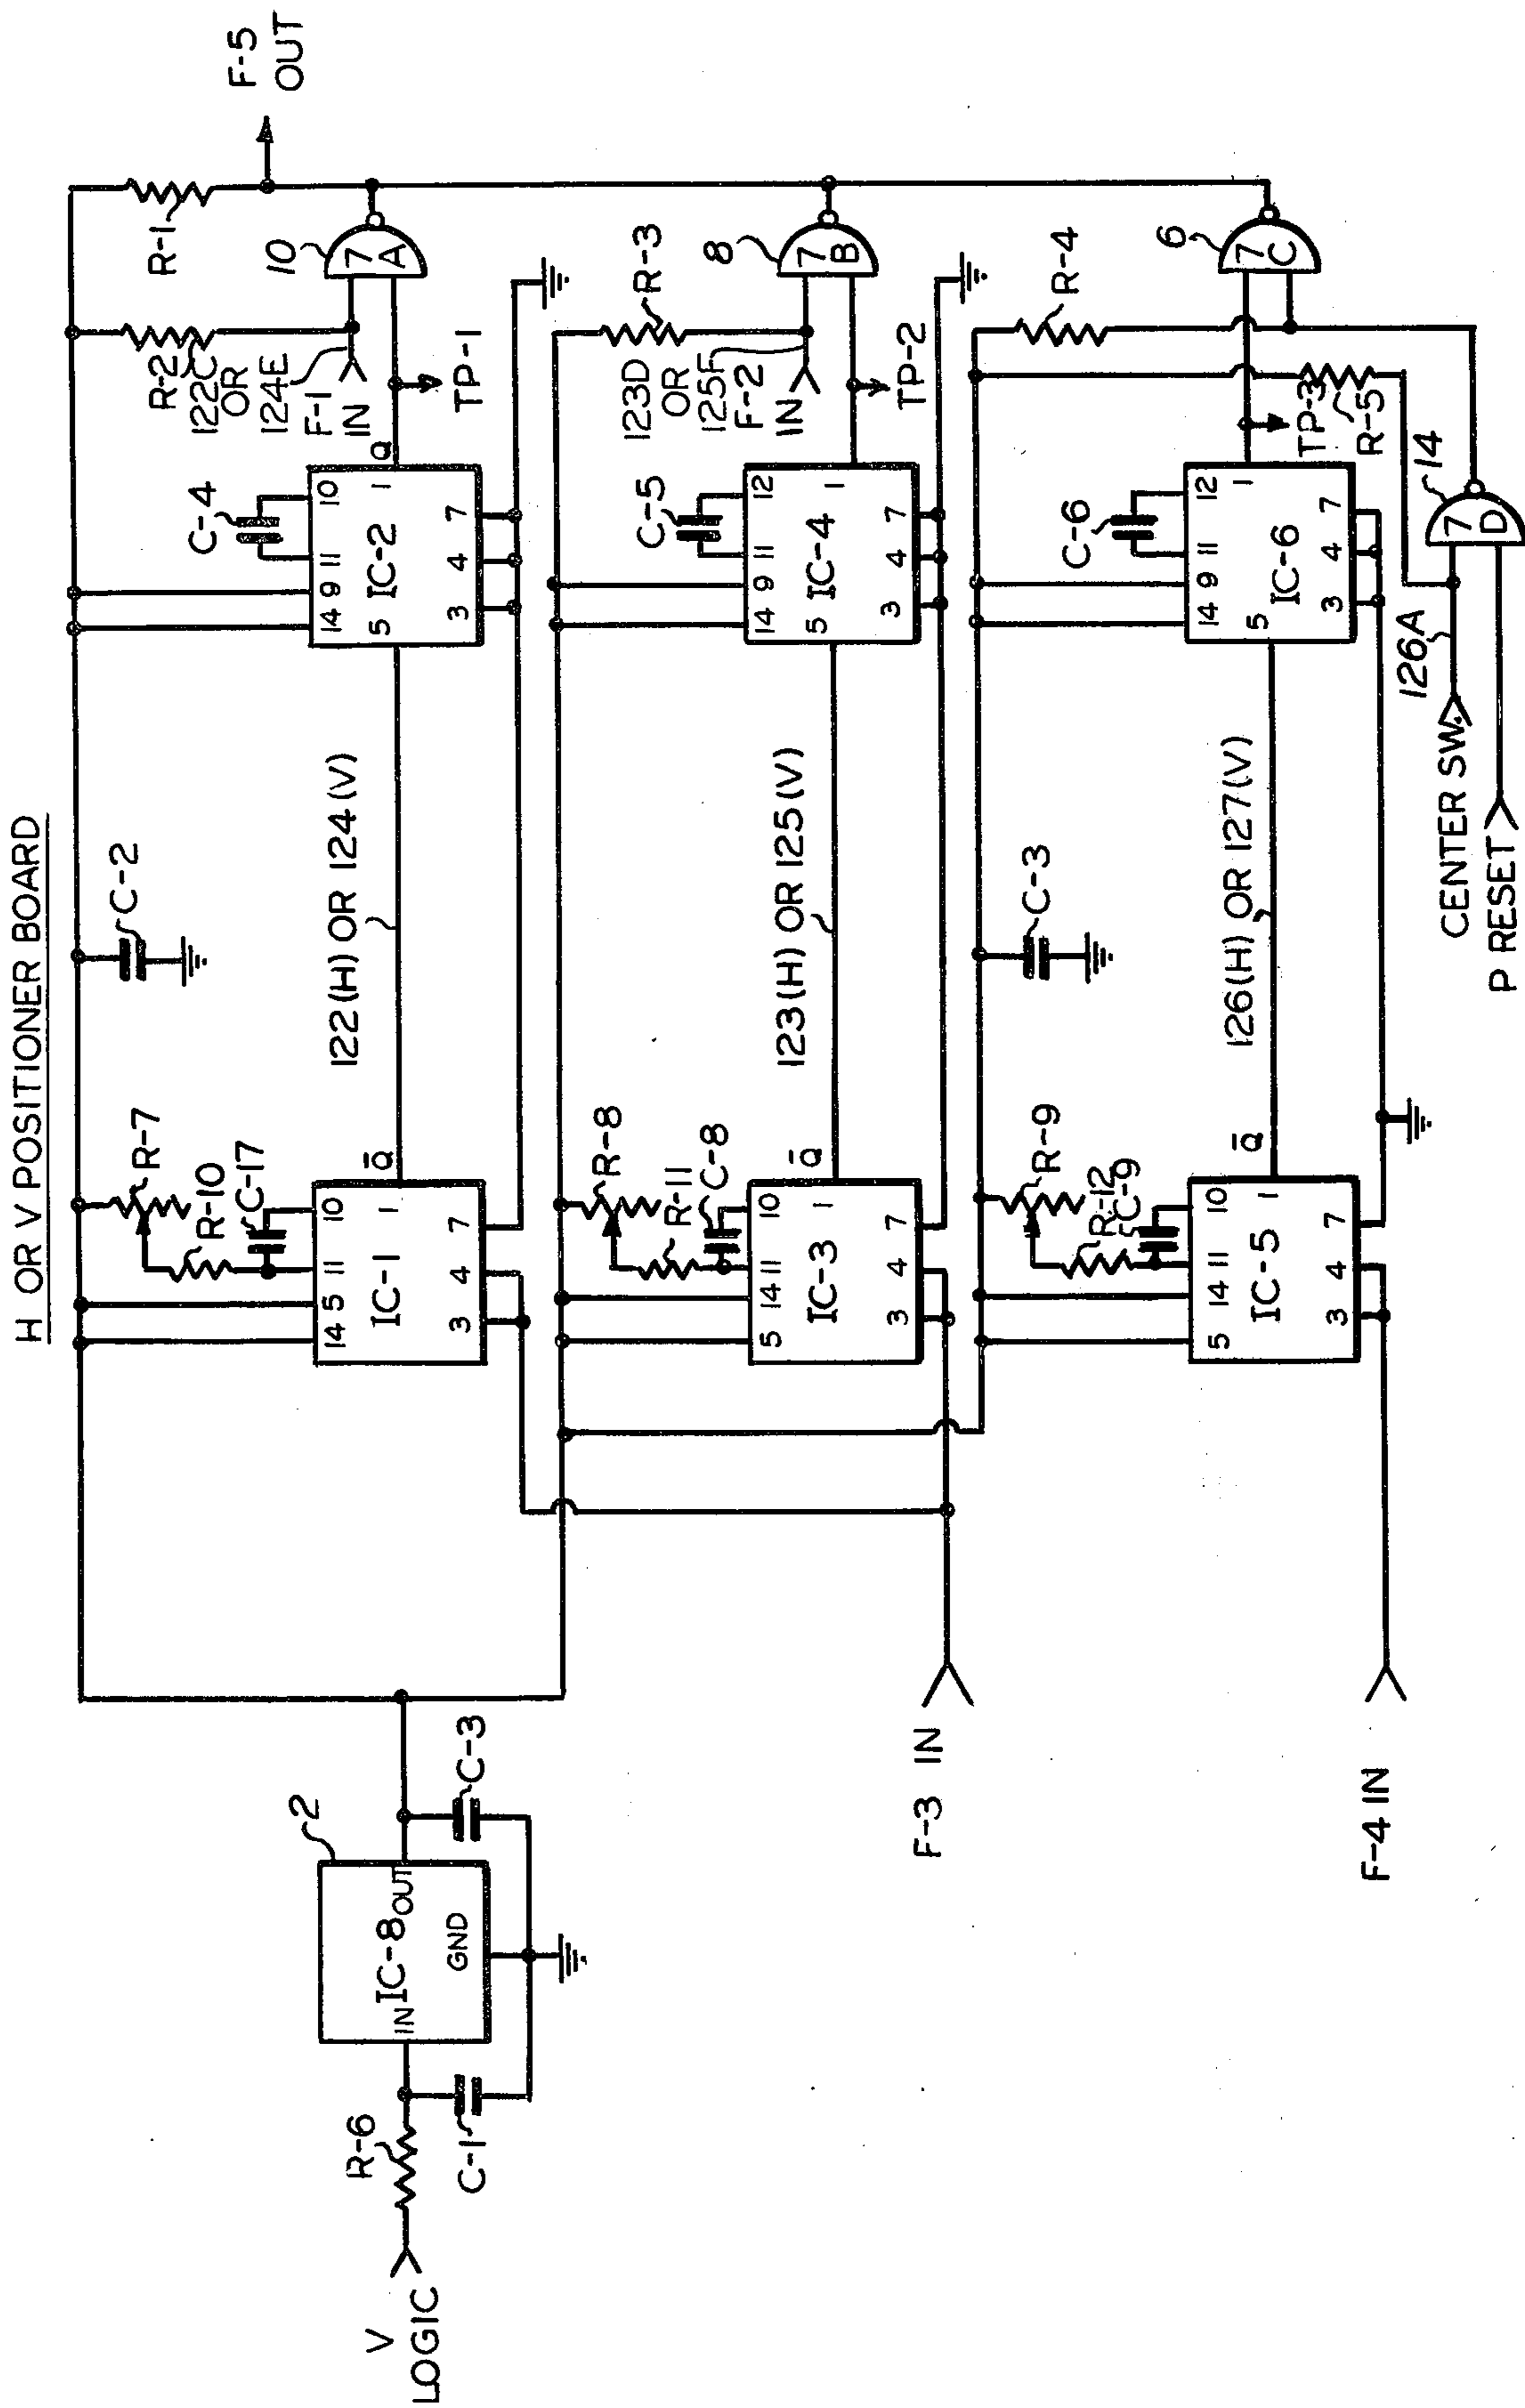 H OR V POSITIONER BOARD
V
LOGIC
R-6
C-1
2
IN
IC-8
OUT
GND
C-3
F-3 IN
F-4 IN
R-7
R-10
C-17
14
5
11
10
IC-1
1
Q̅
3
4
7
C-2
122(H) OR 124(V)
C-4
14
9
11
10
5
IC-2
1
Q
3
4
7
R-2
122C
OR
124E
F-1
IN
TP-1
10
7
A
R-1
F-5
OUT
R-8
R-11
C-8
5
14
11
10
IC-3
1
Q̅
3
4
7
123(H) OR 125(V)
C-5
14
9
11
12
5
IC-4
1
3
4
7
R-3
123D
OR
125F
F-2
IN
TP-2
8
7
B
R-9
R-12
C-9
5
14
11
10
IC-5
1
Q̅
3
4
7
C-3
126(H) OR 127(V)
C-6
14
9
11
12
5
IC-6
1
3
4
7
R-4
TP-3
R-5
6
7
C
14
7
D
126A
CENTER SW.
P RESET